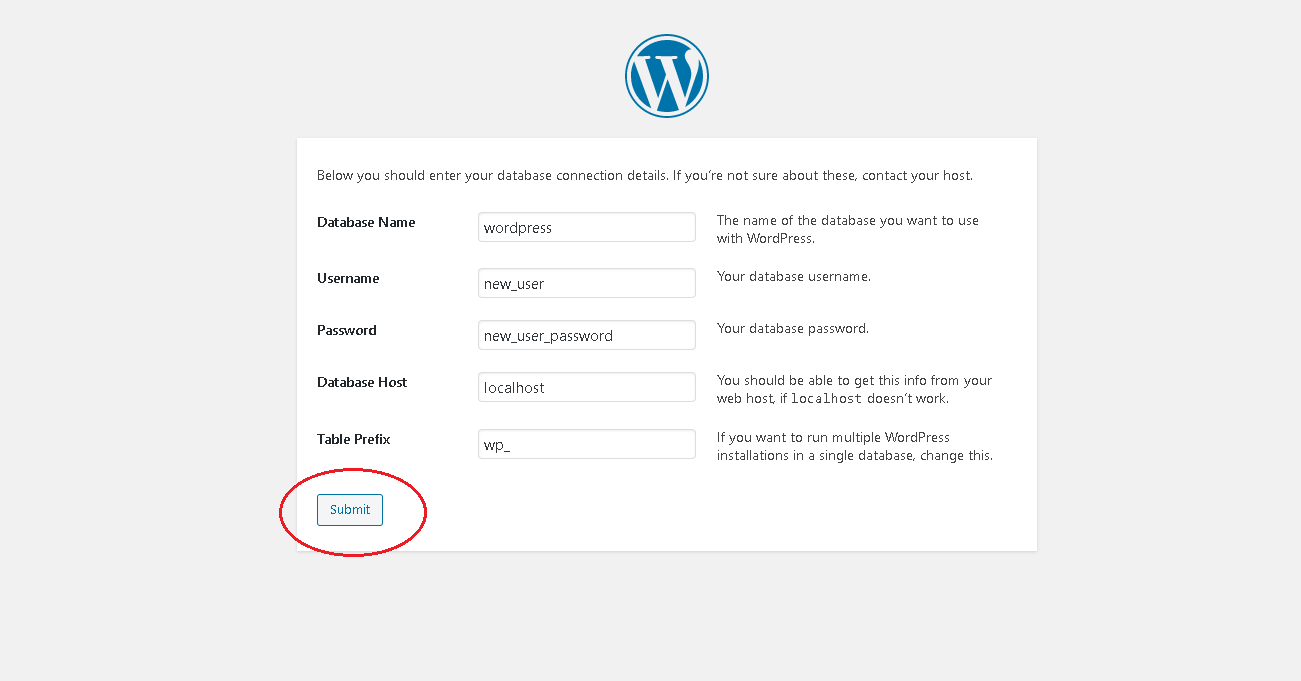 Below you should enter your database connection details. If you’re not sure about these, contact your host.
Database Name
wordpress
The name of the database you want to use
with WordPress.
Username
new_user
Your database username.
Password
new_user_password
Your database password.
Database Host
localhost
You should be able to get this info from your
web host, if localhost doesn’t work.
Table Prefix
wp_
If you want to run multiple WordPress
installations in a single database, change this.
Submit